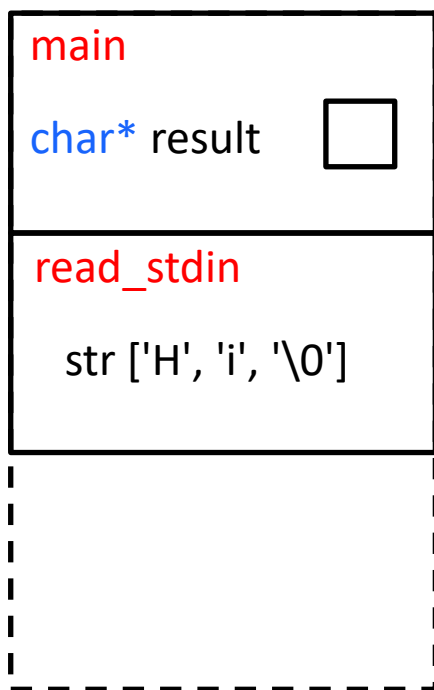 main
char* result
read_stdin
str ['H', 'i', '\0']